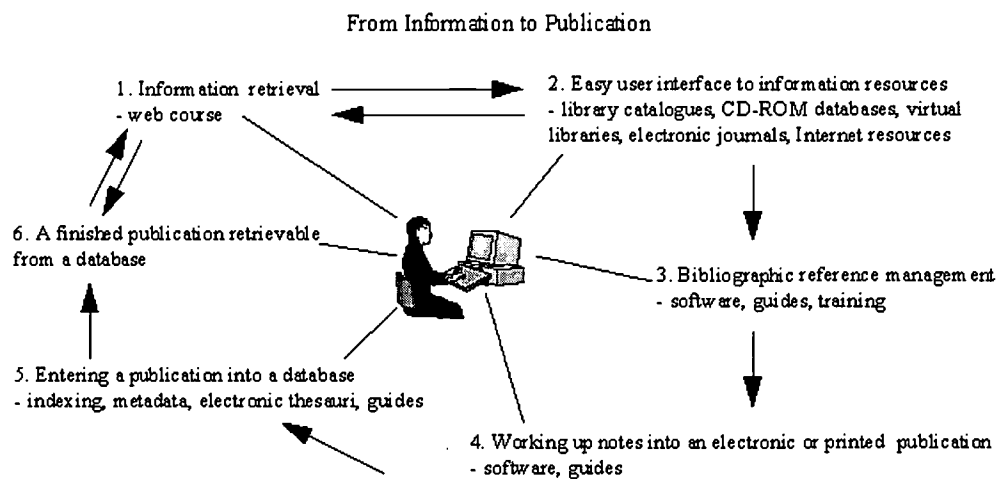 From Information to Publication
1. Information retrieval
- web course
2. Easy user interface to information resources
- library catalogues, CD-ROM databases, virtual
libraries, electronic journals, Internet resources
6. A finished publication retrievable
from a database
3. Bibliographic reference management
- software, guides, training
5. Entering a publication into a database
- indexing, metadata, electronic thesauri, guides
4. Working up notes into an electronic or printed publication
- software, guides